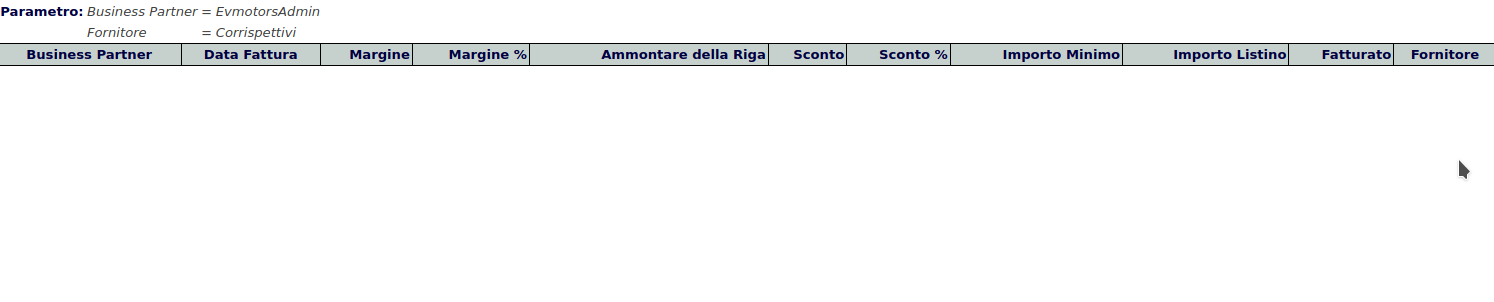 Parametro: Business Partner = EvmotorsAdmin
Fornitore = Corrispettivi
Business Partner Data Fattura Margine Margine % Ammontare della Riga Sconto Sconto % Importo Minimo Importo Listino Fatturato Fornitore